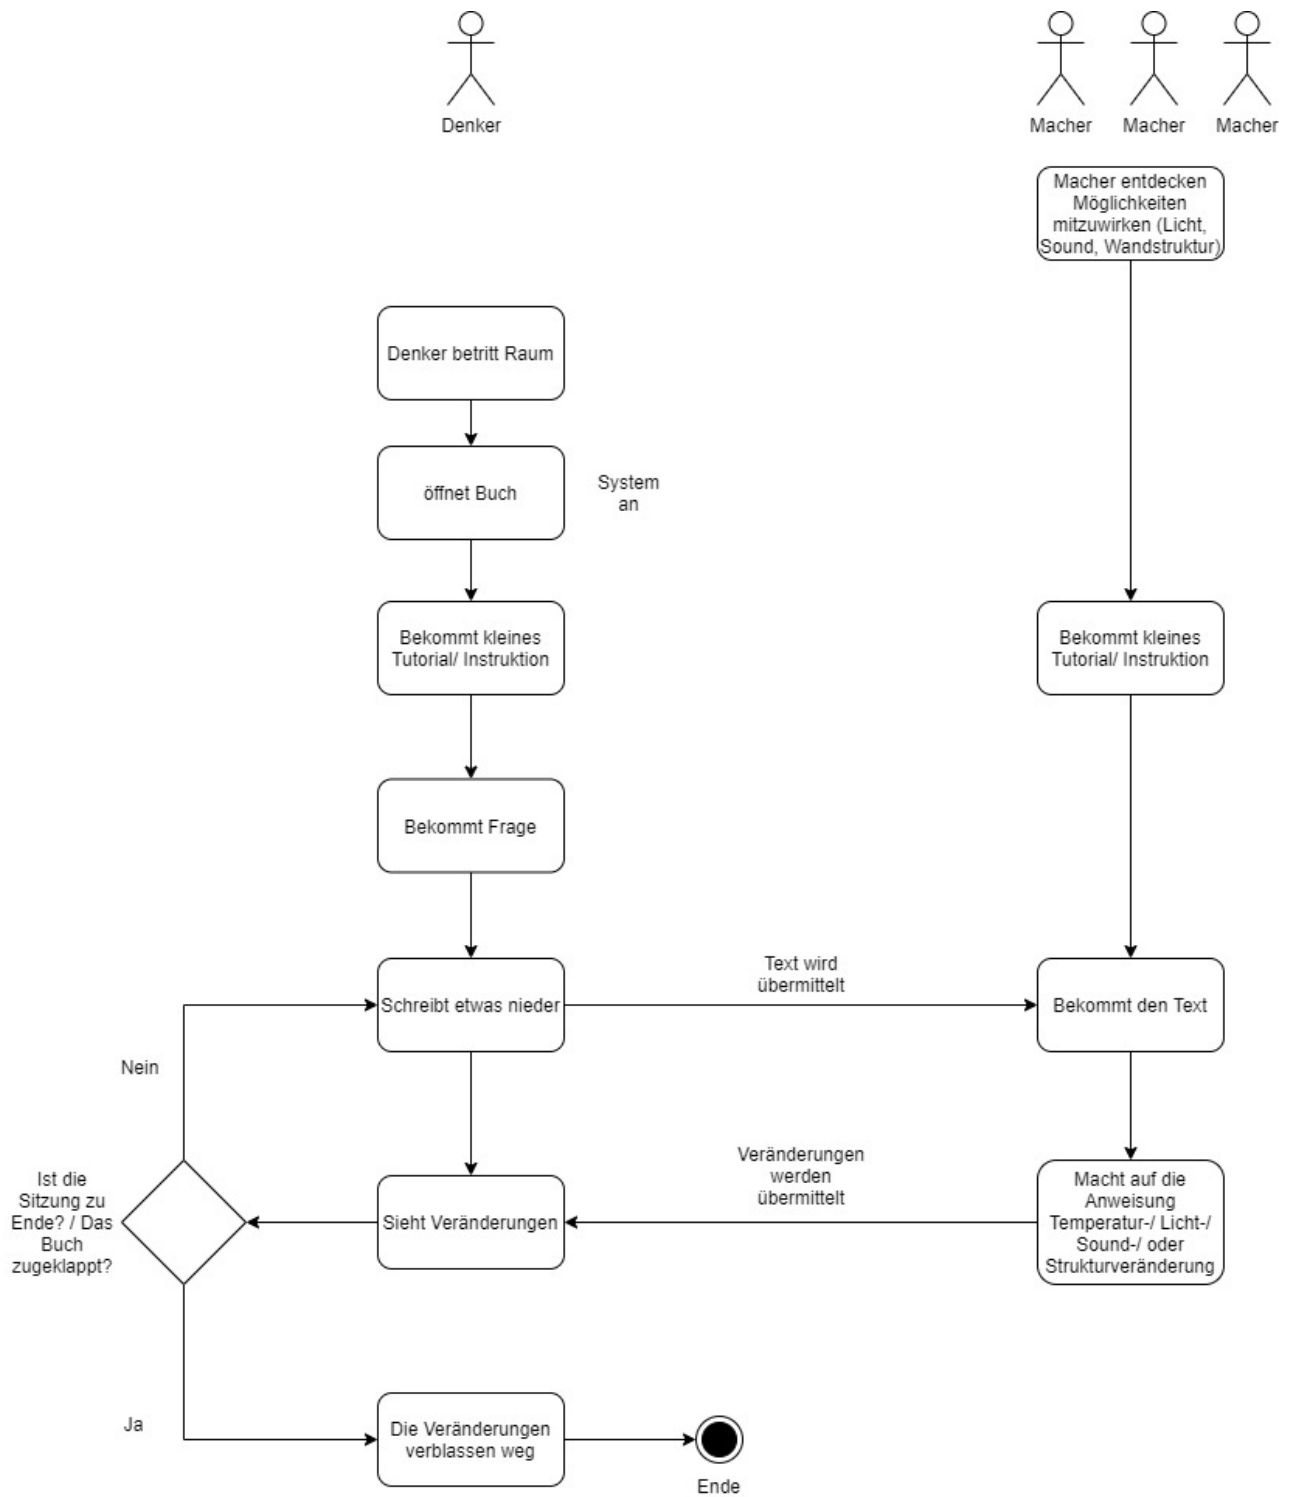 Denker
Macher
Macher
Macher
Macher entdecken
Möglichkeiten
mitzuwirken (Licht,
Sound, Wandstruktur)
Denker betritt Raum
öffnet Buch
System
an
Bekommt kleines
Tutorial/ Instruktion
Bekommt kleines
Tutorial/ Instruktion
Bekommt Frage
Schreibt etwas nieder
Text wird
übermittelt
Bekommt den Text
Nein
Ist die
Sitzung zu
Ende? / Das
Buch
zugeklappt?
Sieht Veränderungen
Veränderungen
werden
übermittelt
Macht auf die
Anweisung
Temperatur-/ Licht-/
Sound-/ oder
Strukturveränderung
Ja
Die Veränderungen
verblassen weg
Ende